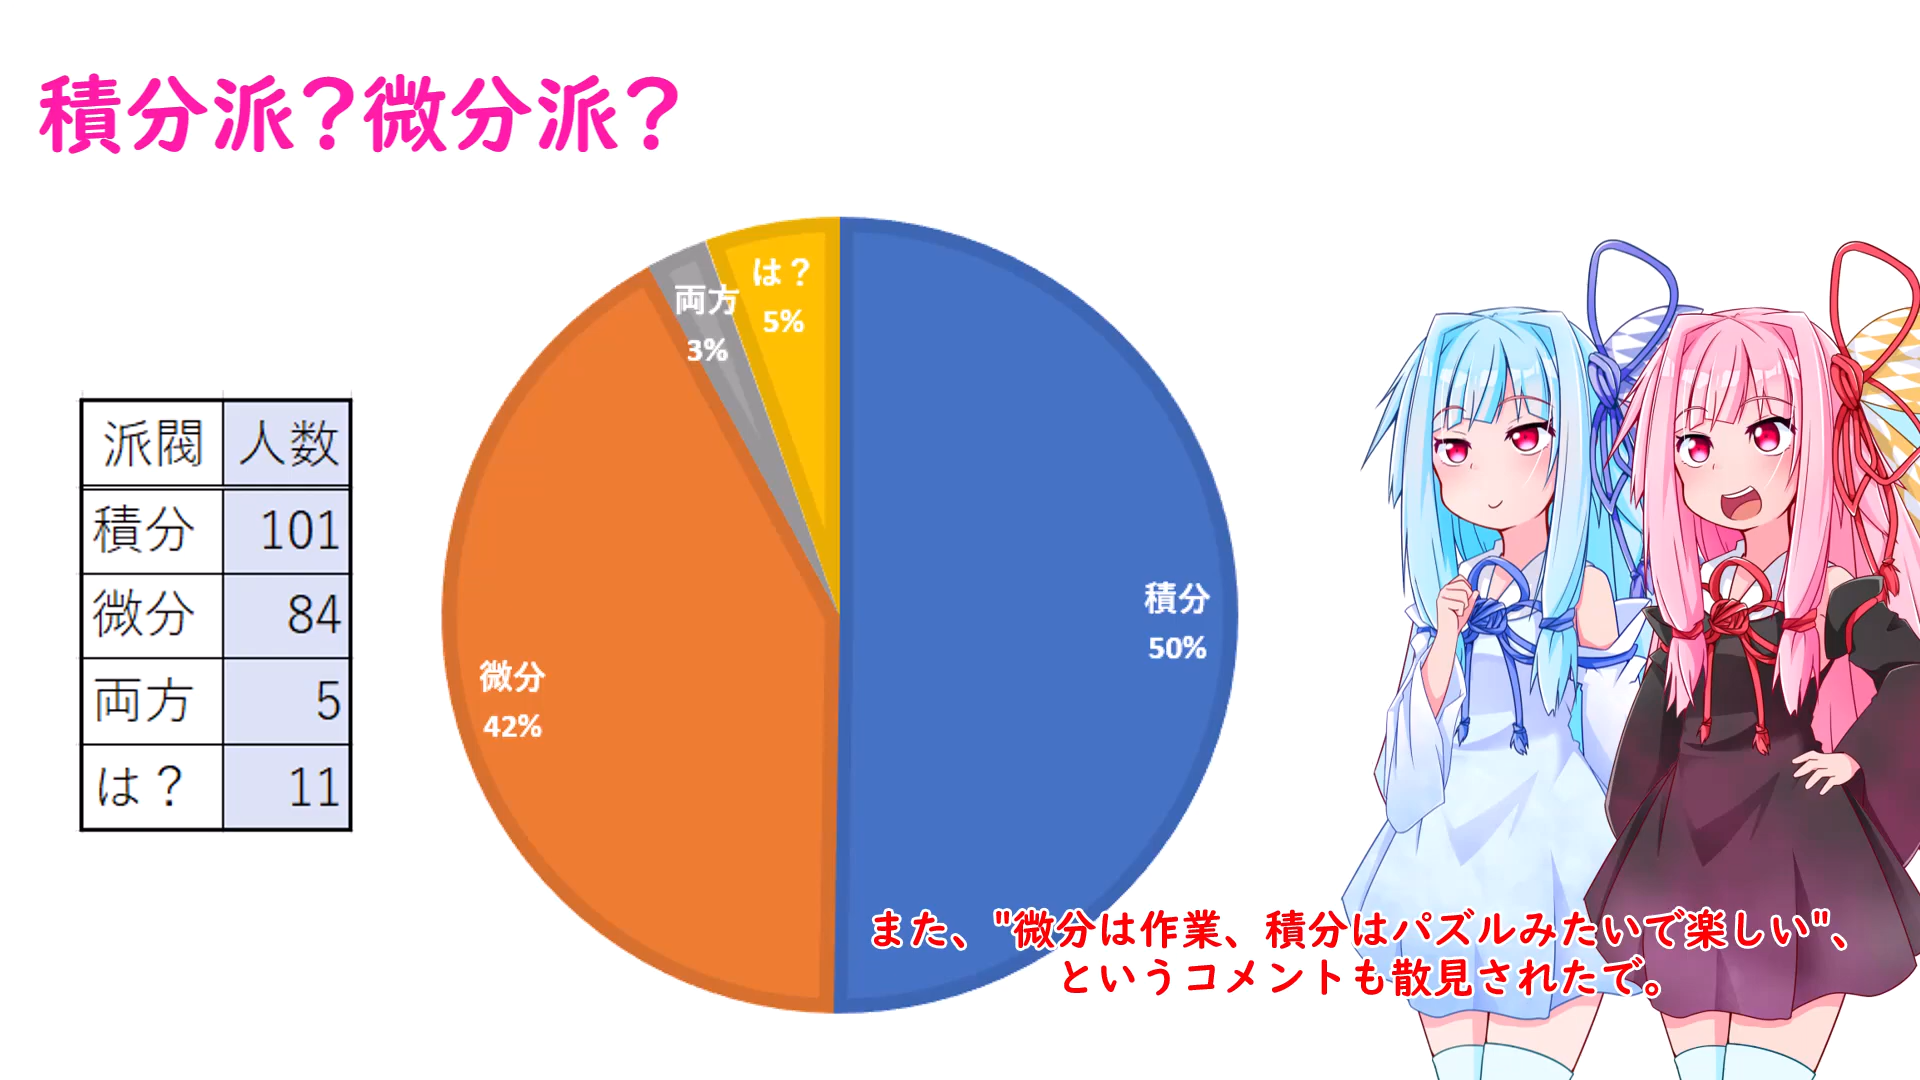 積分派?微分派?
派閥 人数
積分 101
微分 84
両方 5
は？ 11
は？
5%
両方
3%
積分
50%
微分
42%
また、"微分は作業、積分はパズルみたいで楽しい"、
というコメントも散見されたで。